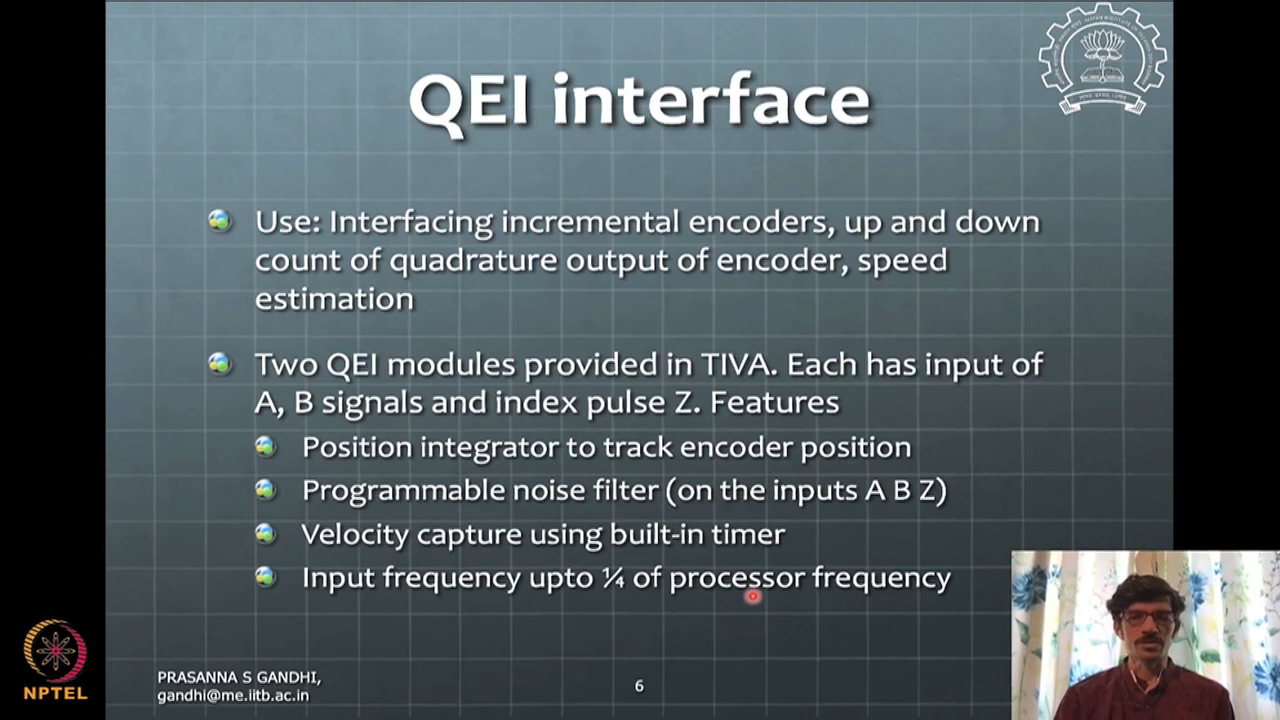 QEI interface
Use: Interfacing incremental encoders, up and down
count of quadrature output of encoder, speed
estimation
Two QEI modules provided in TIVA. Each has input of
A, B signals and index pulse Z. Features
Position integrator to track encoder position
Programmable noise filter (on the inputs A B Z)
Velocity capture using built-in timer
Input frequency upto ¼ of processor frequency
NPTEL
PRASANNA S GANDHI,
gandhi@me.iitb.ac.in
6